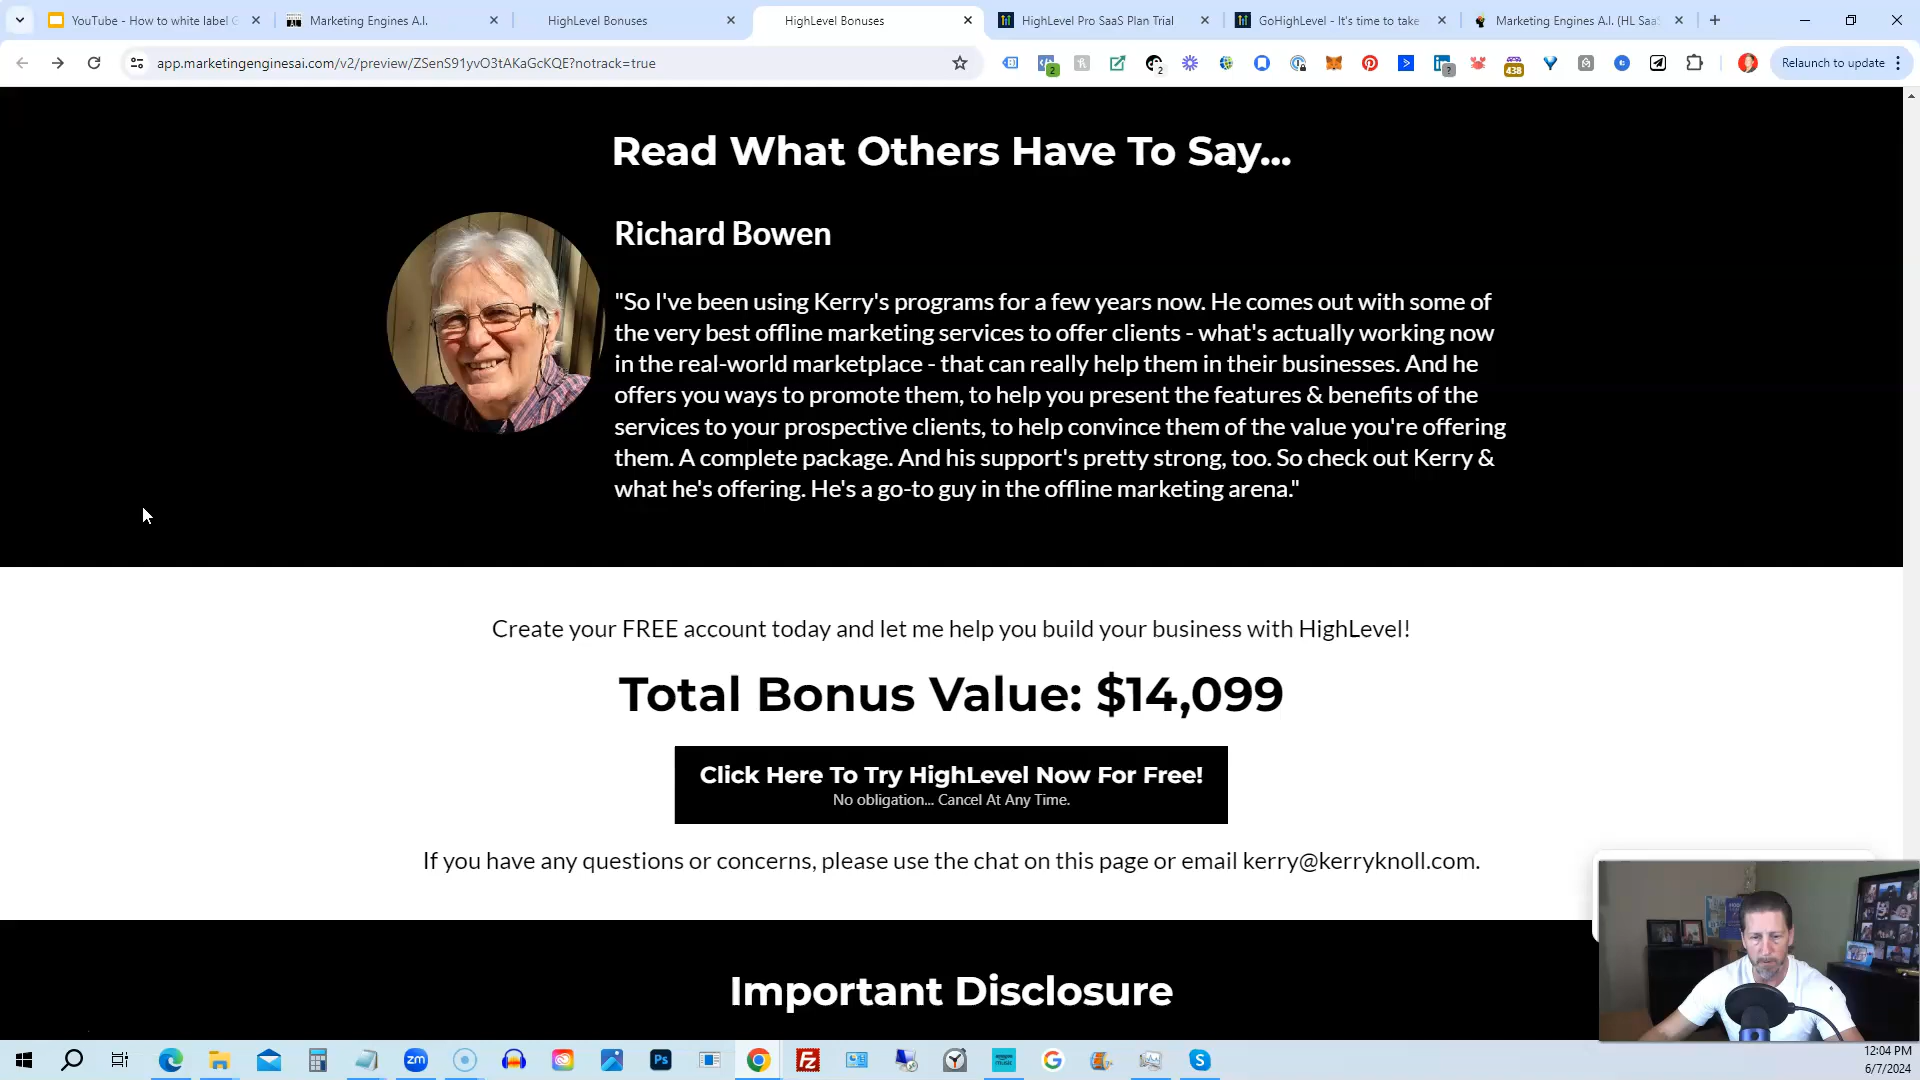 YouTube - How to white label G
Marketing Engines A.I.
HighLevel Bonuses
HighLevel Bonuses
HighLevel Pro SaaS Plan Trial
GoHighLevel - It's time to take
Marketing Engines A.I. (HL SaaS
app.marketingenginesai.com/v2/preview/ZSenS91yvO3tAKaGcKQE?notrack=true
2
2
?
438
Relaunch to update
Read What Others Have To Say...
Richard Bowen
"So I've been using Kerry's programs for a few years now. He comes out with some of
the very best offline marketing services to offer clients - what's actually working now
in the real-world marketplace - that can really help them in their businesses. And he
offers you ways to promote them, to help you present the features & benefits of the
services to your prospective clients, to help convince them of the value you're offering
them. A complete package. And his support's pretty strong, too. So check out Kerry &
what he's offering. He's a go-to guy in the offline marketing arena."
Create your FREE account today and let me help you build your business with HighLevel!
Total Bonus Value: $14,099
Click Here To Try HighLevel Now For Free!
No obligation... Cancel At Any Time.
If you have any questions or concerns, please use the chat on this page or email kerry@kerryknoll.com.
Important Disclosure
zm
Ps
amazon music
12:04 PM
6/7/2024